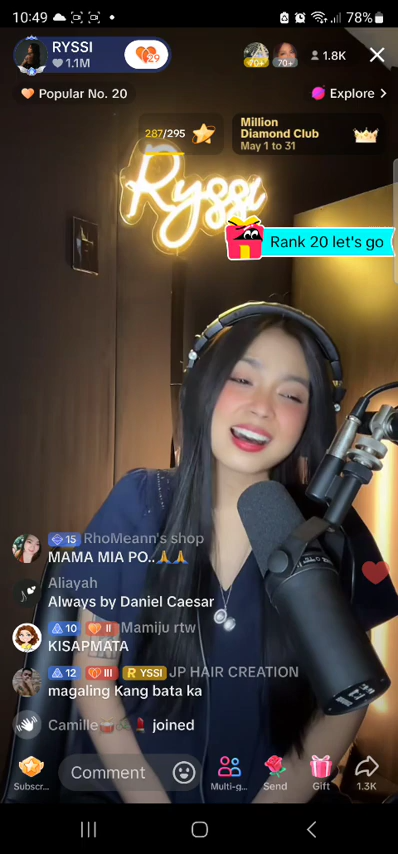 10:49
78%
RYSSI
1.1M
29
70+
70+
1.8K
Popular No. 20
Explore >
287/295
Million
Diamond Club
May 1 to 31
Ryssi
Rank 20 let's go
15 RhoMeann's shop
MAMA MIA PO..🙏🙏
Aliayah
Always by Daniel Caesar
10 II Mamiju rtw
KISAPMATA
12 III R YSSI JP HAIR CREATION
magaling Kang bata ka
Camille joined
Comment
Subscr...
Multi-g...
Send
Gift
1.3K